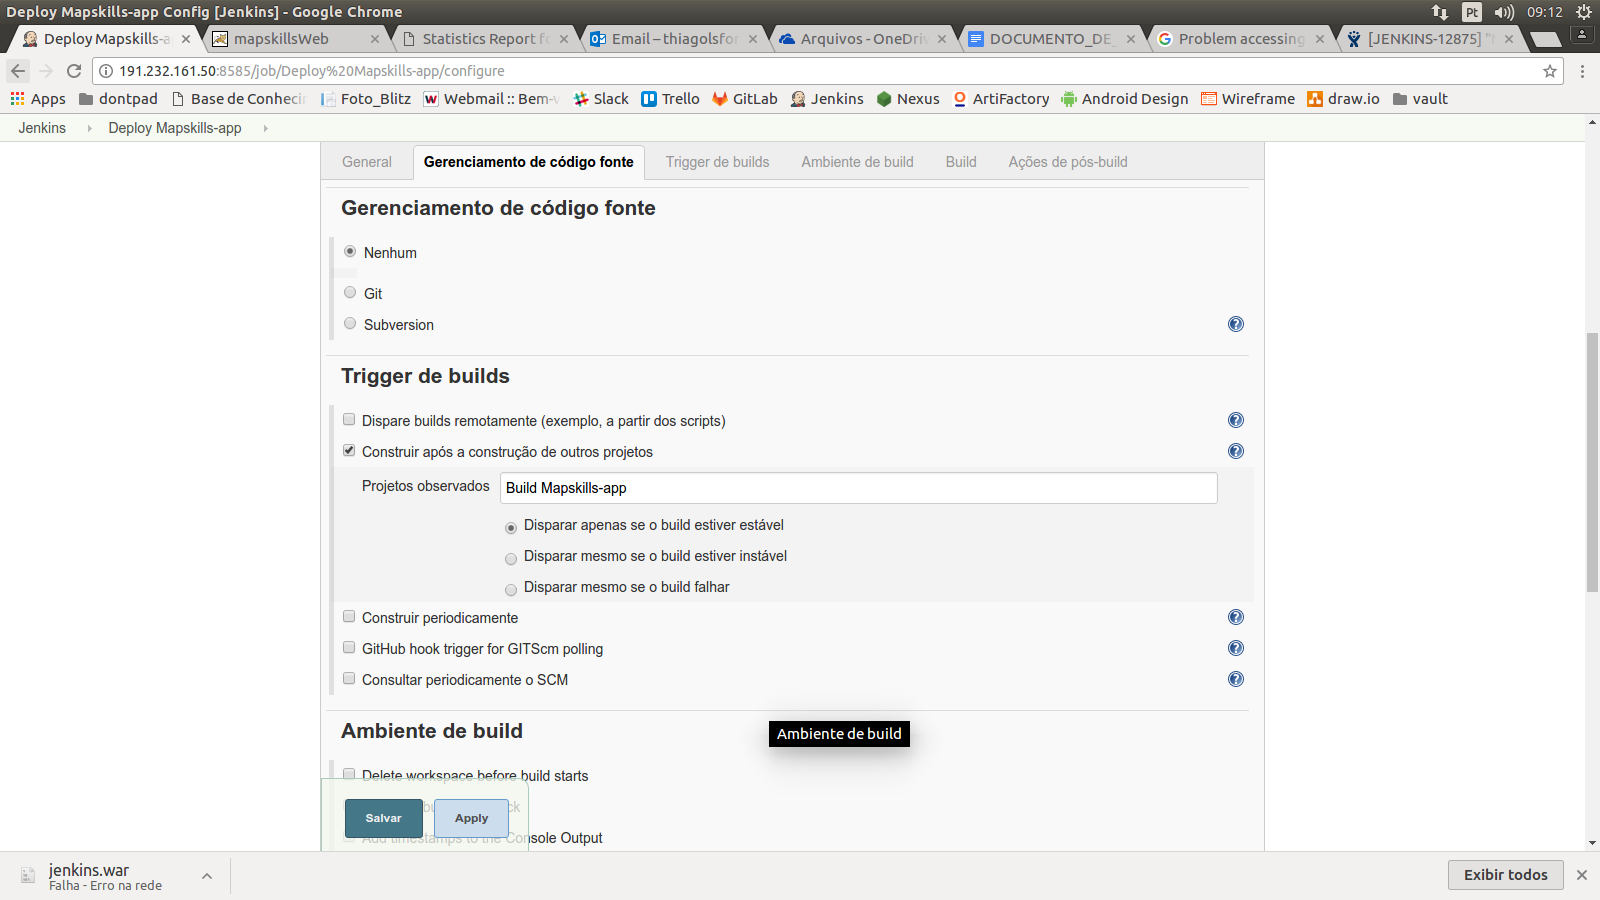 Deploy Mapskills-app Config [Jenkins] - Google Chrome
Pt
09:12
Deploy Mapskills-a
mapskillsWeb
Statistics Report fo
Email – thiagolsfor
Arquivos - OneDriv
DOCUMENTO_DE_
Problem accessing
[JENKINS-12875] "
191.232.161.50:8585/job/Deploy%20Mapskills-app/configure
Apps
dontpad
Base de Conheci
Foto_Blitz
Webmail :: Bem-v
Slack
Trello
GitLab
Jenkins
Nexus
ArtiFactory
Android Design
Wireframe
draw.io
vault
Jenkins
Deploy Mapskills-app
General
Gerenciamento de código fonte
Trigger de builds
Ambiente de build
Build
Ações de pós-build
Gerenciamento de código fonte
Nenhum
Git
Subversion
Trigger de builds
Dispare builds remotamente (exemplo, a partir dos scripts)
Construir após a construção de outros projetos
Projetos observados
Build Mapskills-app
Disparar apenas se o build estiver estável
Disparar mesmo se o build estiver instável
Disparar mesmo se o build falhar
Construir periodicamente
GitHub hook trigger for GITScm polling
Consultar periodicamente o SCM
Ambiente de build
Ambiente de build
Delete workspace before build starts
Salvar
Apply
Add timestamps to the Console Output
jenkins.war
Falha - Erro na rede
Exibir todos